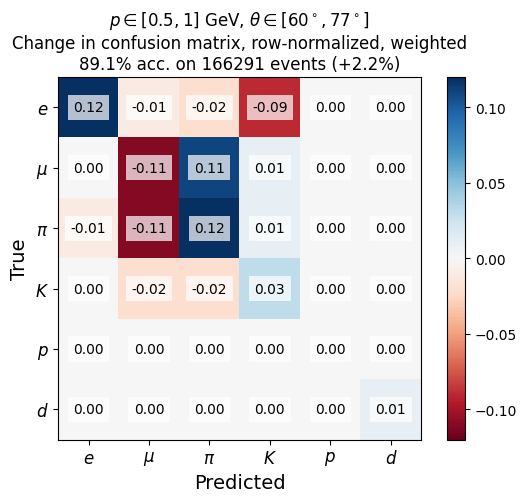 p ∈ [0.5, 1] GeV, θ ∈ [60°, 77°]
Change in confusion matrix, row-normalized, weighted
89.1% acc. on 166291 events (+2.2%)
e 0.12 -0.01 -0.02 -0.09 0.00 0.00
μ 0.00 -0.11 0.11 0.01 0.00 0.00
π -0.01 -0.11 0.12 0.01 0.00 0.00
K 0.00 -0.02 -0.02 0.03 0.00 0.00
p 0.00 0.00 0.00 0.00 0.00 0.00
d 0.00 0.00 0.00 0.00 0.00 0.01
e μ π K p d
Predicted
True
0.10
0.05
0.00
−0.05
−0.10